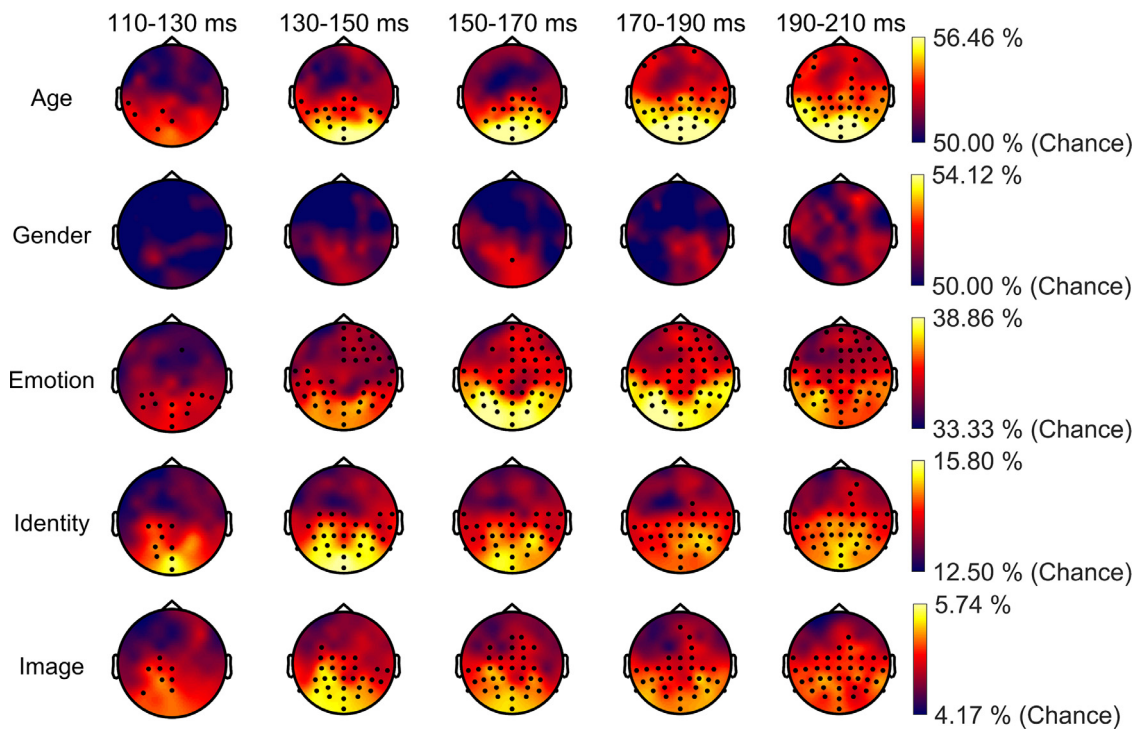 110-130 ms 130-150 ms 150-170 ms 170-190 ms 190-210 ms
56.46 %
Age
50.00 % (Chance)
54.12 %
Gender
50.00 % (Chance)
38.86 %
Emotion
33.33 % (Chance)
15.80 %
Identity
12.50 % (Chance)
5.74 %
Image
4.17 % (Chance)